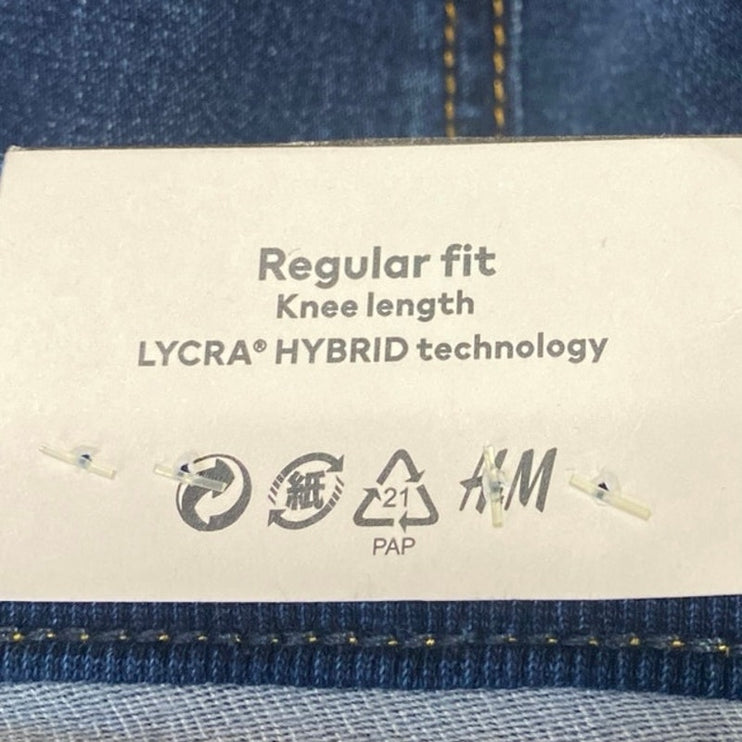 Regular fit
Knee length
LYCRA® HYBRID technology
紙 21 H&M
PAP